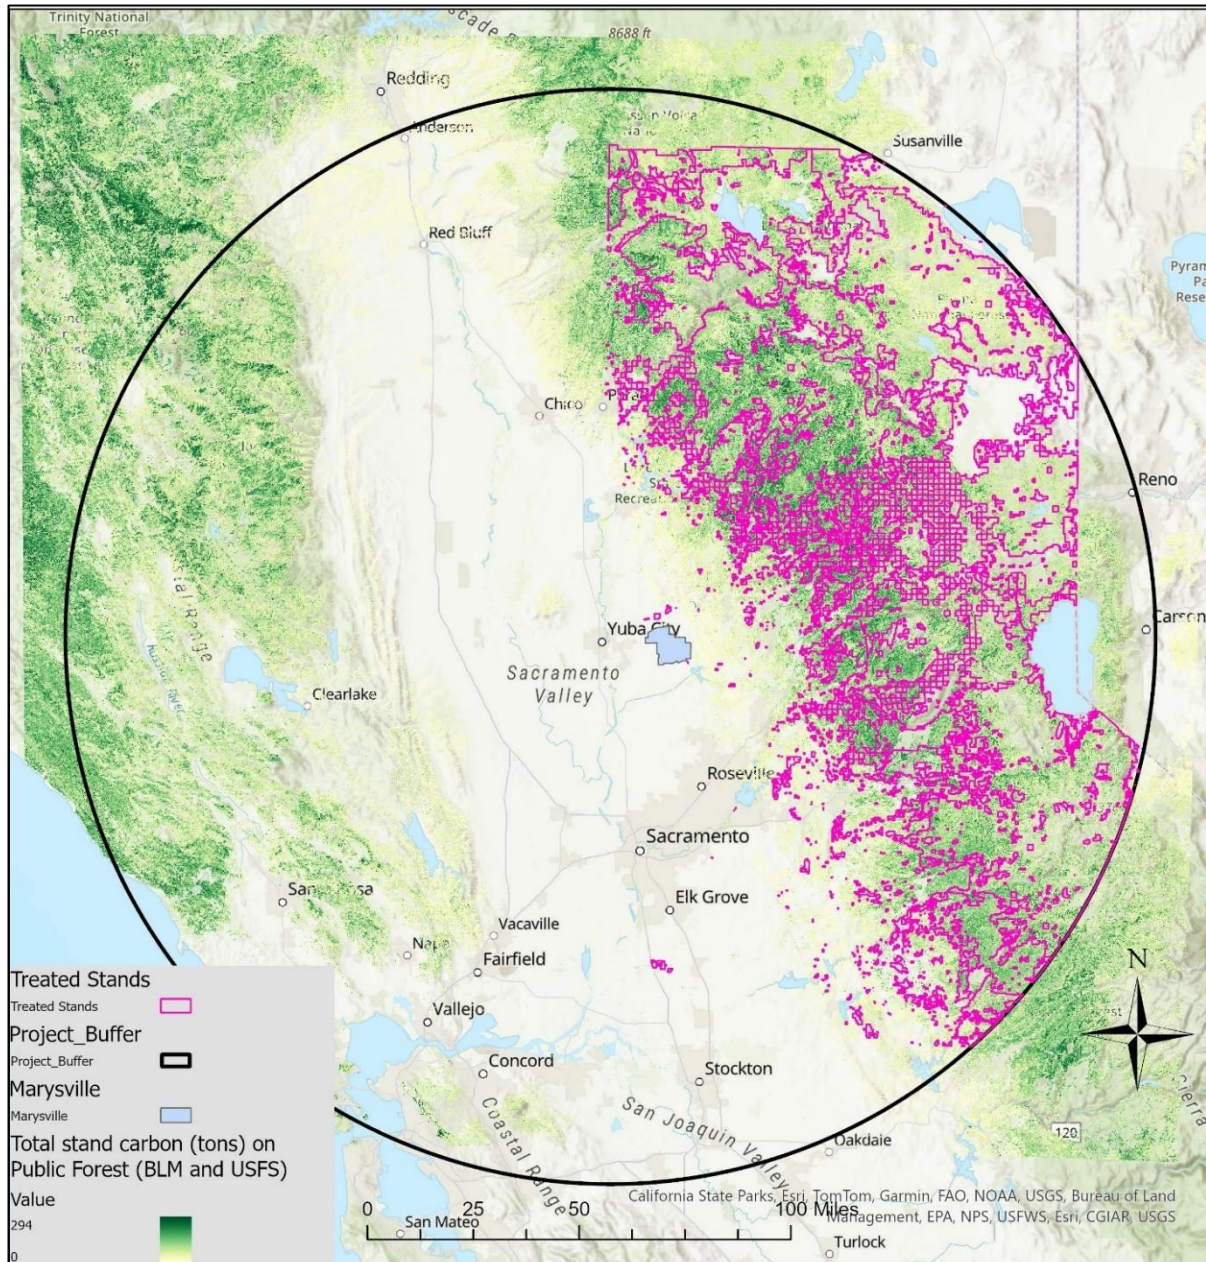 Trinity National
Forest
8688 ft
Redding
Anderson
Susanville
Red Bluff
Chico
Reno
Yuba City
Carson
Sacramento
Valley
Clearlake
Range
Roseville
Sacramento
Elk Grove
Vacaville
Fairfield
Vallejo
Concord
Stockton
Coastal Range
San Joaquin Valley
Oakdale
120
San Mateo
Turlock
N
Treated Stands
Treated Stands
Project_Buffer
Project_Buffer
Marysville
Marysville
Total stand carbon (tons) on
Public Forest (BLM and USFS)
Value
294
0
0 25 50 100 Miles
California State Parks, Esri, TomTom, Garmin, FAO, NOAA, USGS, Bureau of Land
Management, EPA, NPS, USFWS, Esri, CGIAR, USGS